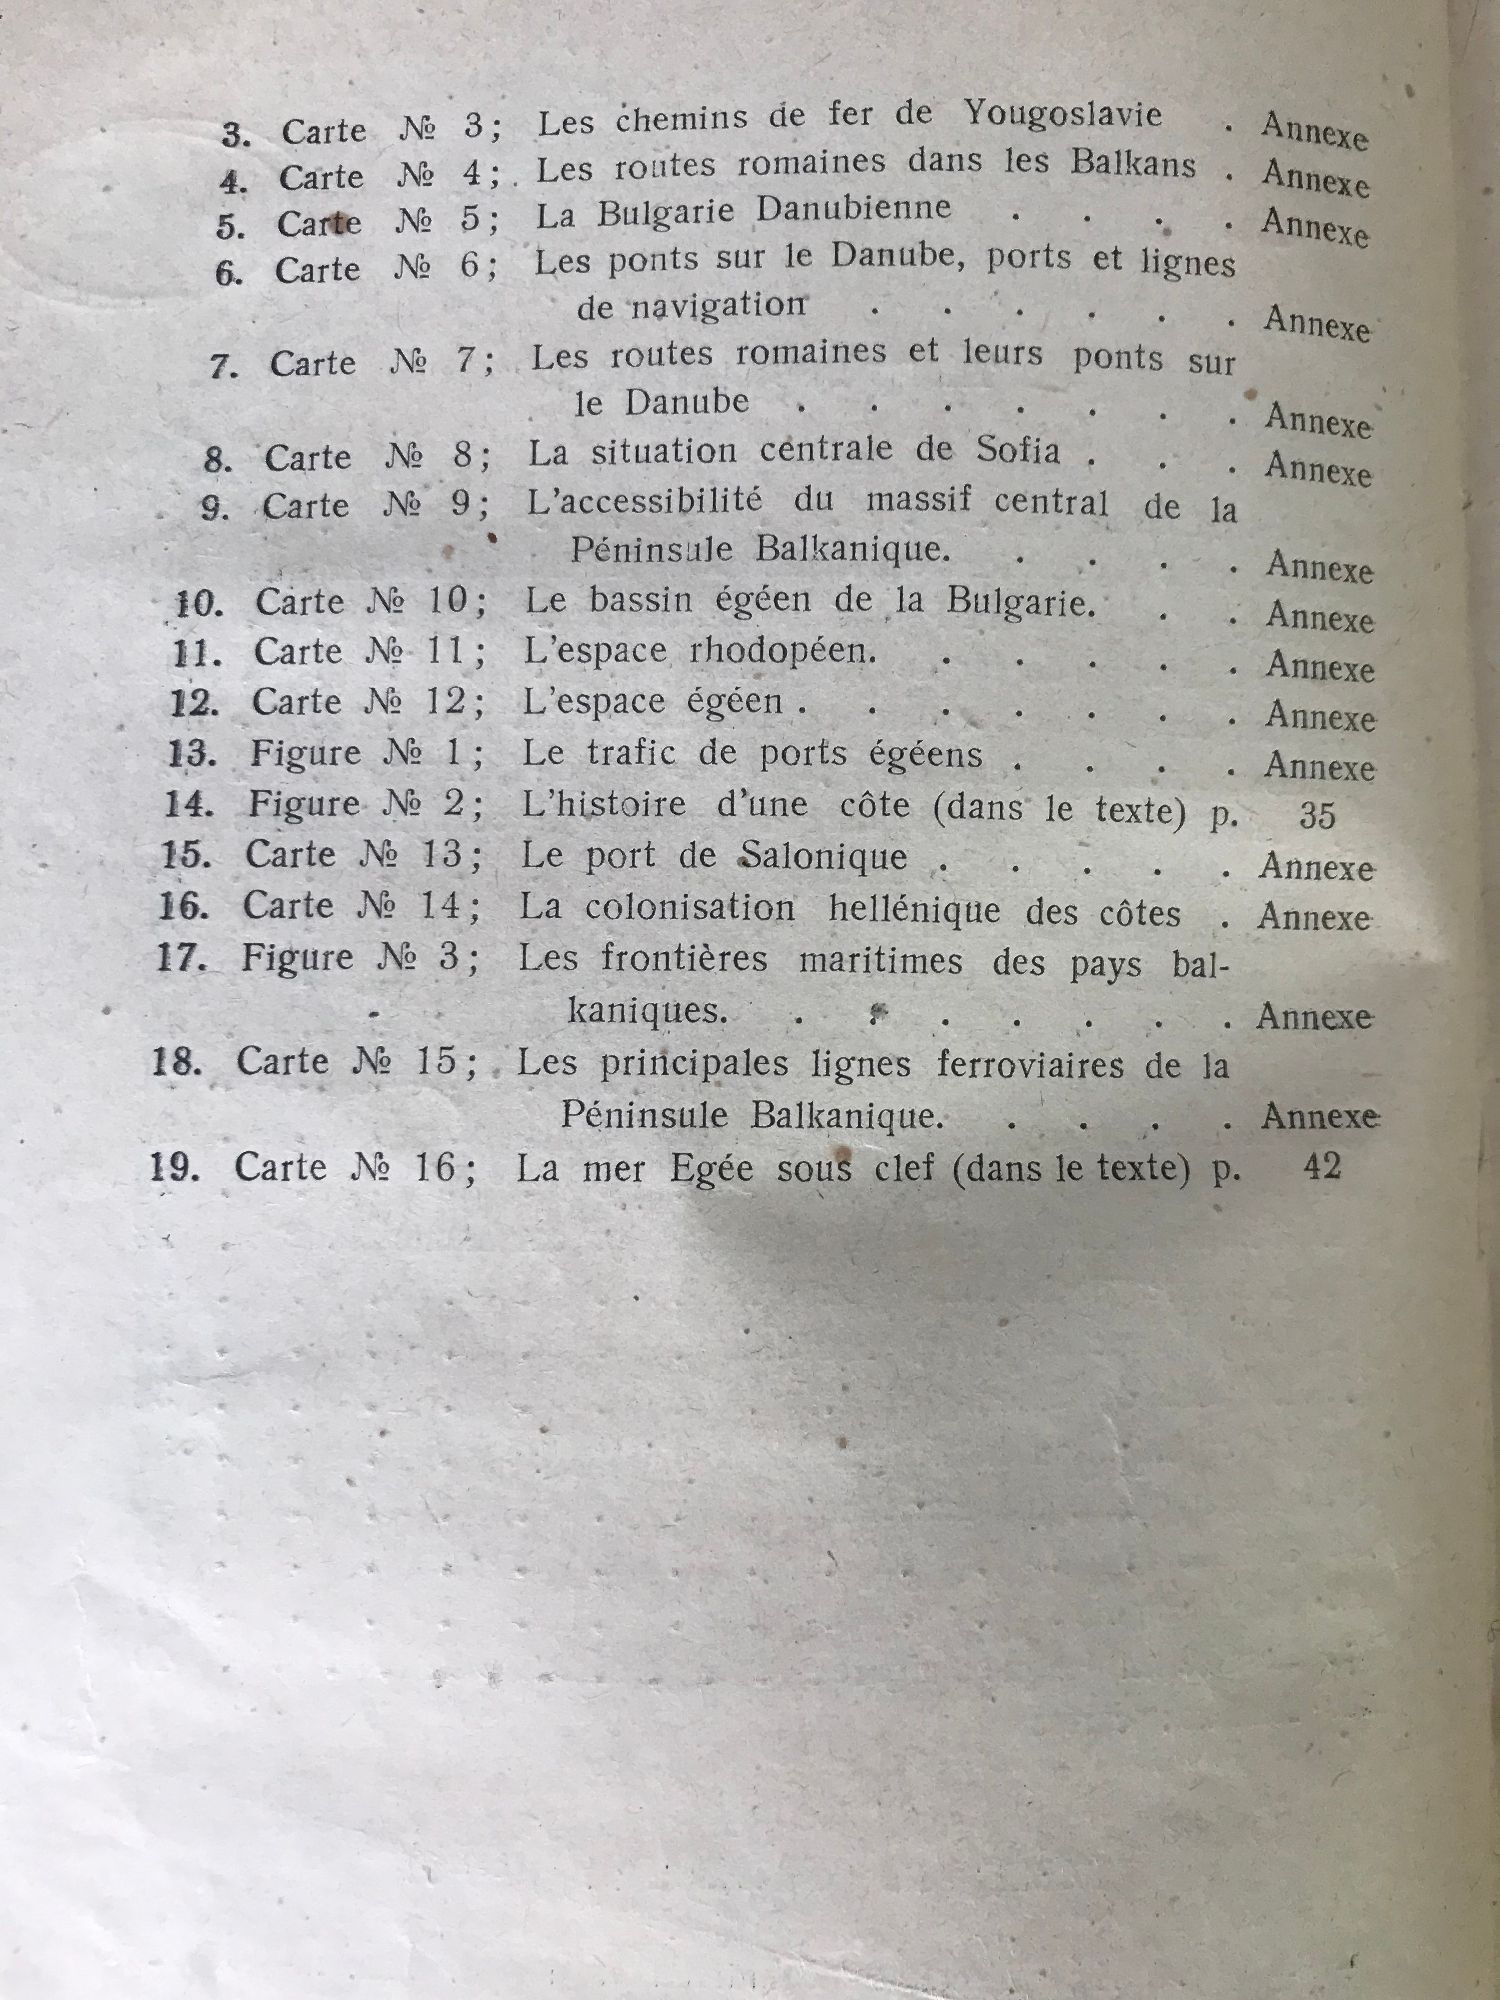 3. Carte № 3; Les chemins de fer de Yougoslavie . Annexe
4. Carte № 4; Les routes romaines dans les Balkans . Annexe
5. Carte № 5; La Bulgarie Danubienne . . . . Annexe
6. Carte № 6; Les ponts sur le Danube, ports et lignes
de navigation . . . . . . Annexe
7. Carte № 7; Les routes romaines et leurs ponts sur
le Danube . . . . . . . Annexe
8. Carte № 8; La situation centrale de Sofia . . . Annexe
9. Carte № 9; L'accessibilité du massif central de la
Péninsule Balkanique. . . . . Annexe
10. Carte № 10; Le bassin égéen de la Bulgarie. . . Annexe
11. Carte № 11; L'espace rhodopéen. . . . . . Annexe
12. Carte № 12; L'espace égéen . . . . . . . Annexe
13. Figure № 1; Le trafic de ports égéens . . . . Annexe
14. Figure № 2; L'histoire d'une côte (dans le texte) p. 35
15. Carte № 13; Le port de Salonique . . . . . Annexe
16. Carte № 14; La colonisation hellénique des côtes . Annexe
17. Figure № 3; Les frontières maritimes des pays bal-
kaniques. . . . . . . . Annexe
18. Carte № 15; Les principales lignes ferroviaires de la
Péninsule Balkanique. . . . . Annexe
19. Carte № 16; La mer Egée sous clef (dans le texte) p. 42